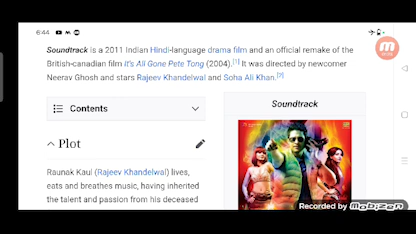 6:44
Soundtrack is a 2011 Indian Hindi-language drama film and an official remake of the
British-canadian film It's All Gone Pete Tong (2004).[1] It was directed by newcomer
Neerav Ghosh and stars Rajeev Khandelwal and Soha Ali Khan.[2]
Contents
Soundtrack
Plot
Raunak Kaul (Rajeev Khandelwal) lives,
eats and breathes music, having inherited
the talent and passion from his deceased
Recorded by Mobizen